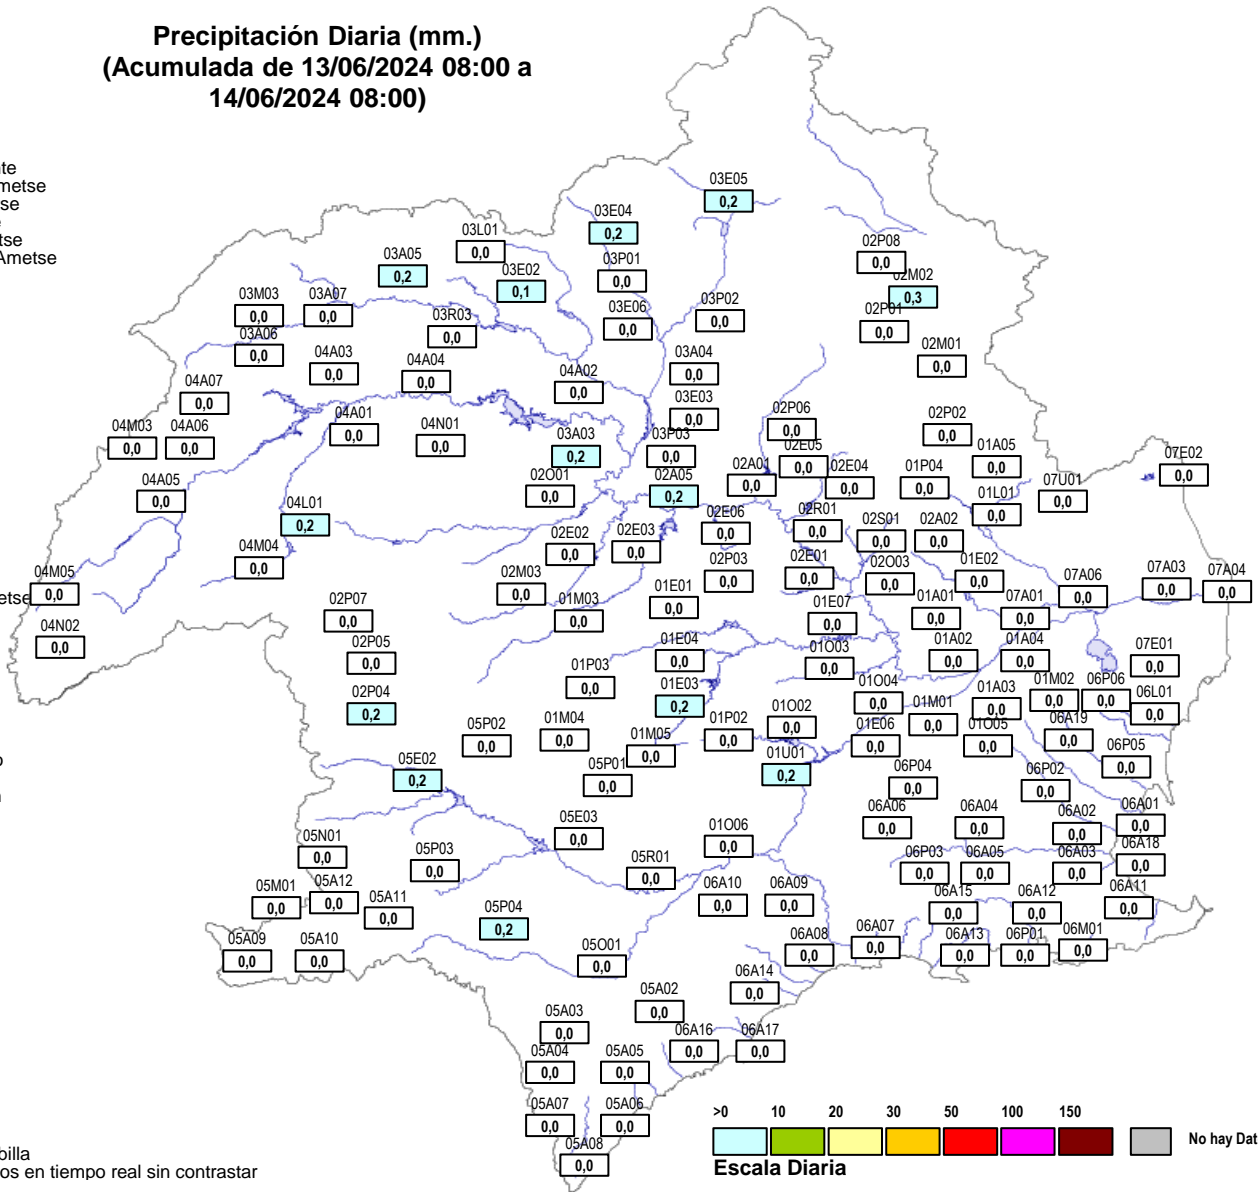 Precipitación Diaria (mm.)
(Acumulada de 13/06/2024 08:00 a
14/06/2024 08:00)
nte
metse
tse
e
tse
Ametse
03E05
0,2
03E04
0,2
03L01
0,0
03A05
0,2
03E02
0,1
03P01
0,0
02P08
0,0
02M02
0,3
03M03
0,0
03A07
0,0
03R03
0,0
03E06
0,0
03P02
0,0
02P01
0,0
03A06
0,0
04A03
0,0
04A04
0,0
04A02
0,0
03A04
0,0
02M01
0,0
04A07
0,0
03E03
0,0
04M03
0,0
04A06
0,0
04A01
0,0
04N01
0,0
03A03
0,2
03P03
0,0
02P06
0,0
02E05
0,0
02P02
0,0
01A05
0,0
07E02
0,0
04A05
0,0
02O01
0,0
02A05
0,2
02A01
0,0
02E04
0,0
01P04
0,0
07U01
0,0
04L01
0,2
01L01
0,0
02E06
0,0
02R01
0,0
02S01
0,0
02A02
0,0
04M04
0,0
02E02
0,0
02E03
0,0
02P03
0,0
02E01
0,0
02O03
0,0
01E02
0,0
04M05
etse
0,0
02M03
0,0
01M03
0,0
01E01
0,0
01E07
0,0
01A01
0,0
07A01
0,0
07A06
0,0
07A03
0,0
07A04
0,0
04N02
0,0
02P07
0,0
02P05
0,0
01E04
0,0
01O03
0,0
01A02
0,0
01A04
0,0
07E01
0,0
02P04
0,2
01P03
0,0
01E03
0,2
01O04
0,0
01A03
0,0
01M02
0,0
06P06
0,0
06L01
0,0
05P02
0,0
01M04
0,0
01M05
0,0
01P02
0,0
01O02
0,0
01E06
0,0
01M01
0,0
01O05
0,0
06A19
0,0
06P05
0,0
o
05E02
0,2
05P01
0,0
01U01
0,2
06P04
0,0
06P02
0,0
05E03
0,0
01O06
0,0
06A06
0,0
06A04
0,0
06A02
0,0
06A01
0,0
05N01
0,0
05P03
0,0
05R01
0,0
06P03
0,0
06A05
0,0
06A03
0,0
06A18
0,0
05M01
0,0
05A12
0,0
05A11
0,0
05P04
0,2
06A10
0,0
06A09
0,0
06A15
0,0
06A12
0,0
06A11
0,0
05A09
0,0
05A10
0,0
05O01
0,0
06A08
0,0
06A07
0,0
06A13
0,0
06P01
0,0
06M01
0,0
05A02
0,0
06A14
0,0
05A03
0,0
06A16
0,0
06A17
0,0
05A04
0,0
05A05
0,0
05A07
0,0
05A06
0,0
05A08
0,0
>0 10 20 30 50 100 150
No hay Dat
Escala Diaria
billa
os en tiempo real sin contrastar